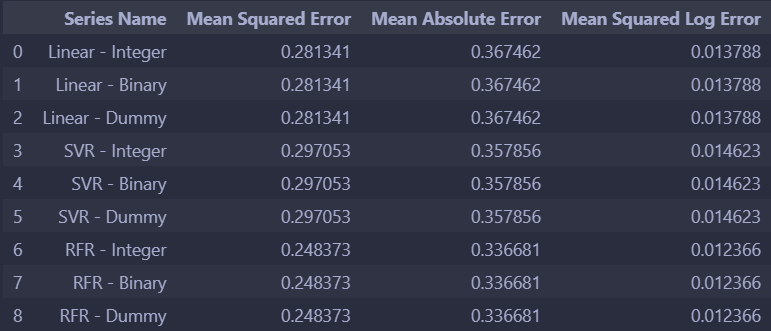 Series Name Mean Squared Error Mean Absolute Error Mean Squared Log Error
0 Linear - Integer 0.281341 0.367462 0.013788
1 Linear - Binary 0.281341 0.367462 0.013788
2 Linear - Dummy 0.281341 0.367462 0.013788
3 SVR - Integer 0.297053 0.357856 0.014623
4 SVR - Binary 0.297053 0.357856 0.014623
5 SVR - Dummy 0.297053 0.357856 0.014623
6 RFR - Integer 0.248373 0.336681 0.012366
7 RFR - Binary 0.248373 0.336681 0.012366
8 RFR - Dummy 0.248373 0.336681 0.012366